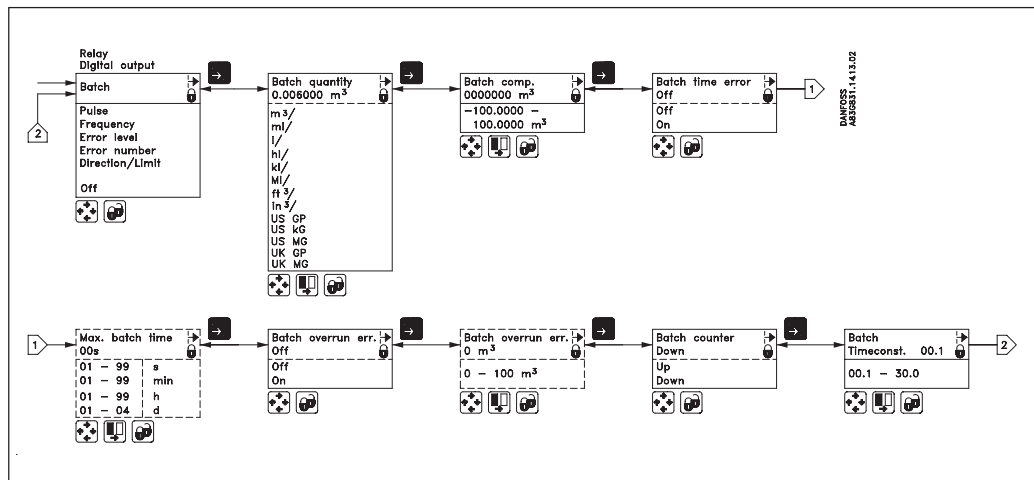 Relay
Digital output
Batch
Pulse
Frequency
Error level
Error number
Direction/Limit
Off
2
Batch quantity
0.006000 m³
m³/
ml/
l/
hl/
kl/
Ml/
ft³/
in³/
US GP
US kG
US MG
UK GP
UK MG
Batch comp.
0000000 m³
-100.0000 -
100.0000 m³
Batch time error
Off
Off
On
1
DANFOSS
A83G831.14.13.02
1
Max. batch time
00s
01 - 99 s
01 - 99 min
01 - 99 h
01 - 04 d
Batch overrun err.
Off
Off
On
Batch overrun err.
0 m³
0 - 100 m³
Batch counter
Down
Up
Down
Batch
Timeconst. 00.1
00.1 - 30.0
2